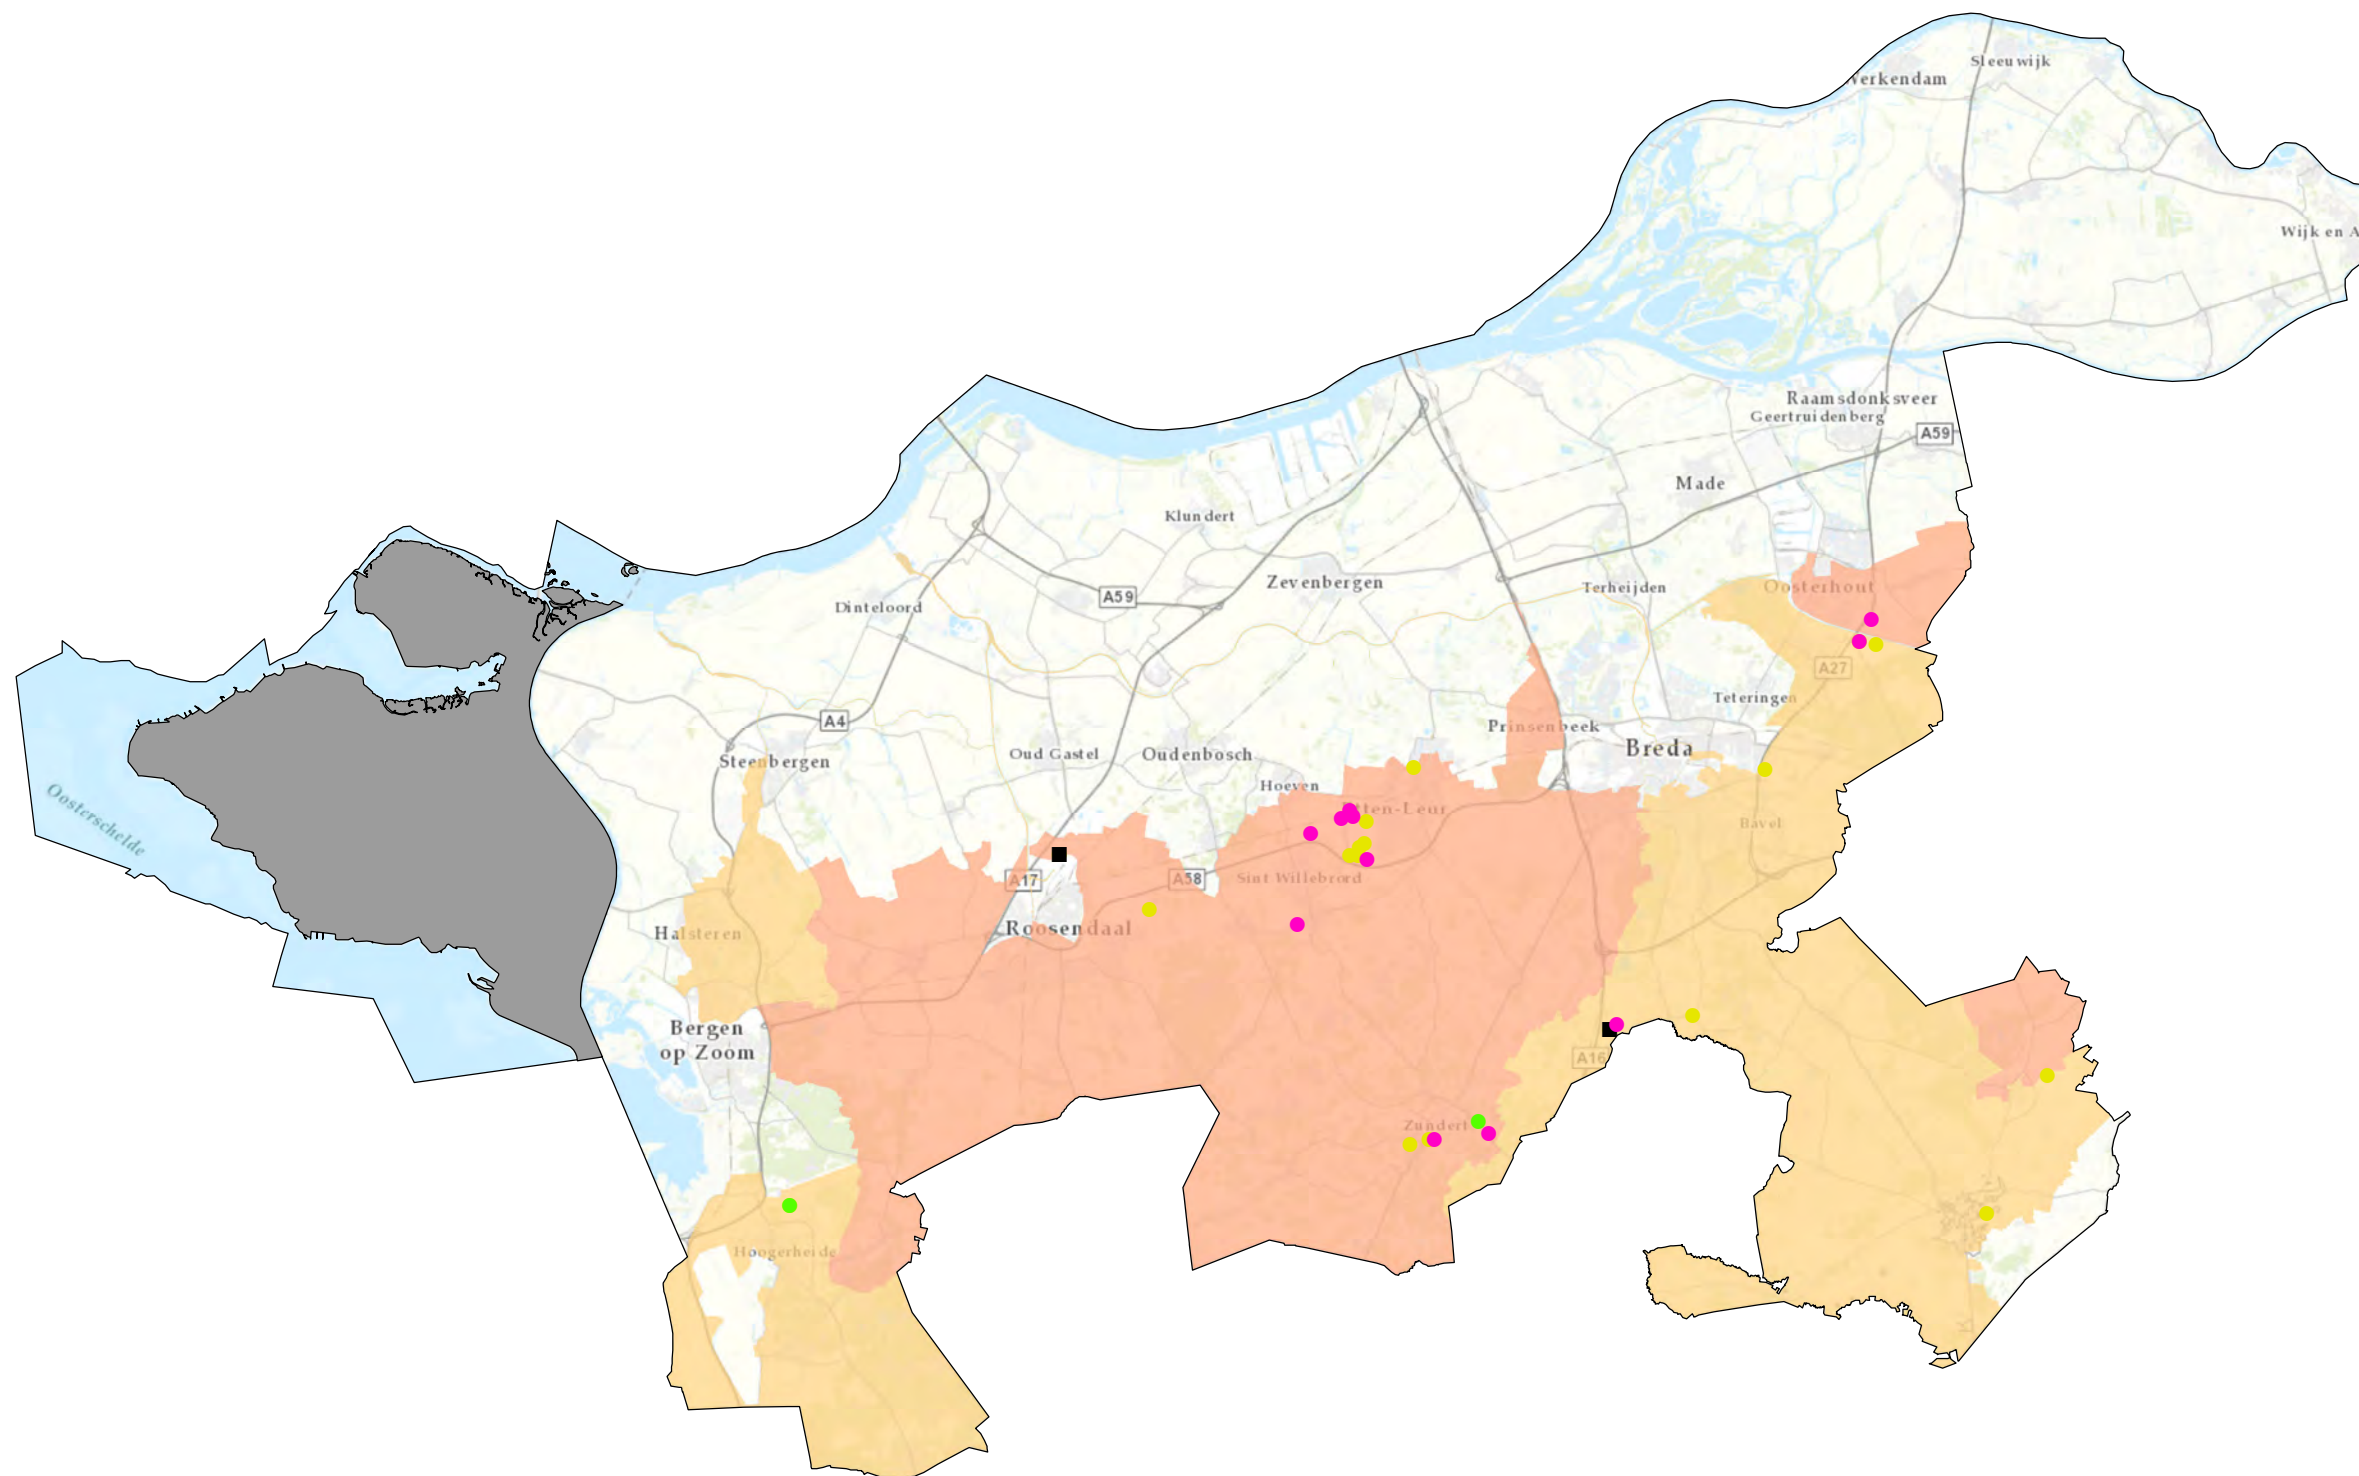 Sleeuwijk
Werkendam
Wijk en A
Raamsdonksveer
Geertruidenberg
A59
Made
Klundert
Zevenbergen
Terheijden
Oosterhout
A59
Dinteloord
A27
Teteringen
A4
Prinsenbeek
Breda
Steenbergen
Oud Gastel
Oudenbosch
Hoeven
Etten-Leur
Bavel
Oosterschelde
A17
A58
Sint Willebrord
Roosendaal
Halsteren
Bergen
op Zoom
A16
Zundert
Hoogerheide